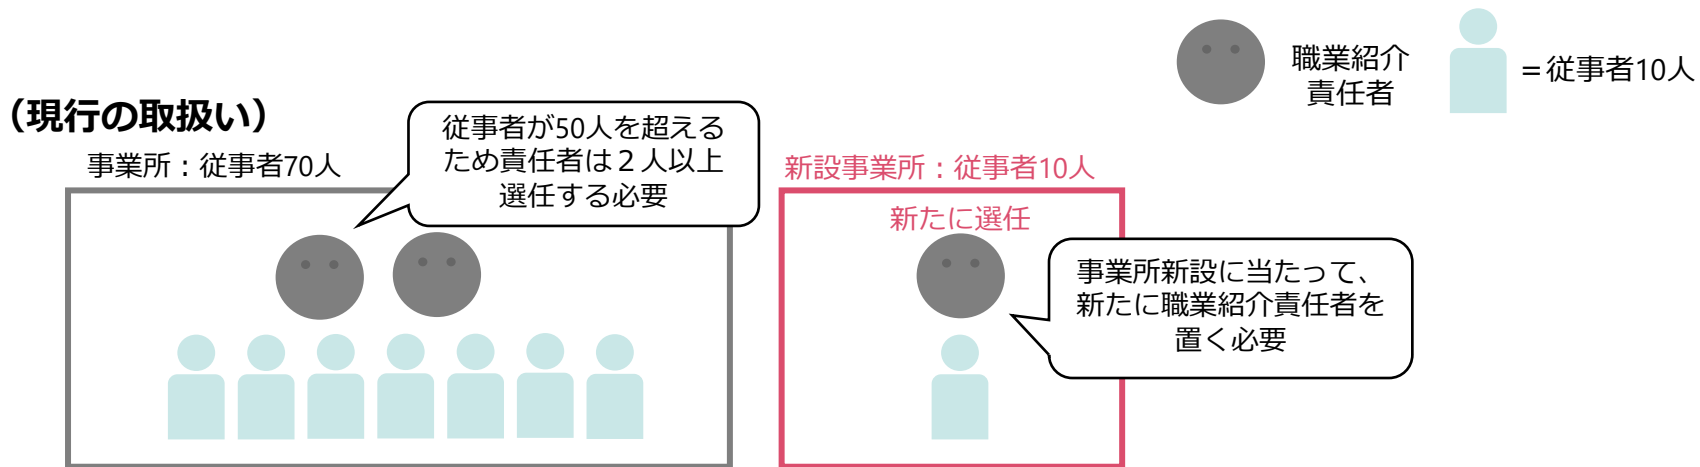 職業紹介
責任者
＝従事者10人
（現行の取扱い）
事業所：従事者70人
従事者が50人を超える
ため責任者は２人以上
選任する必要
新設事業所：従事者10人
新たに選任
事業所新設に当たって、
新たに職業紹介責任者を
置く必要